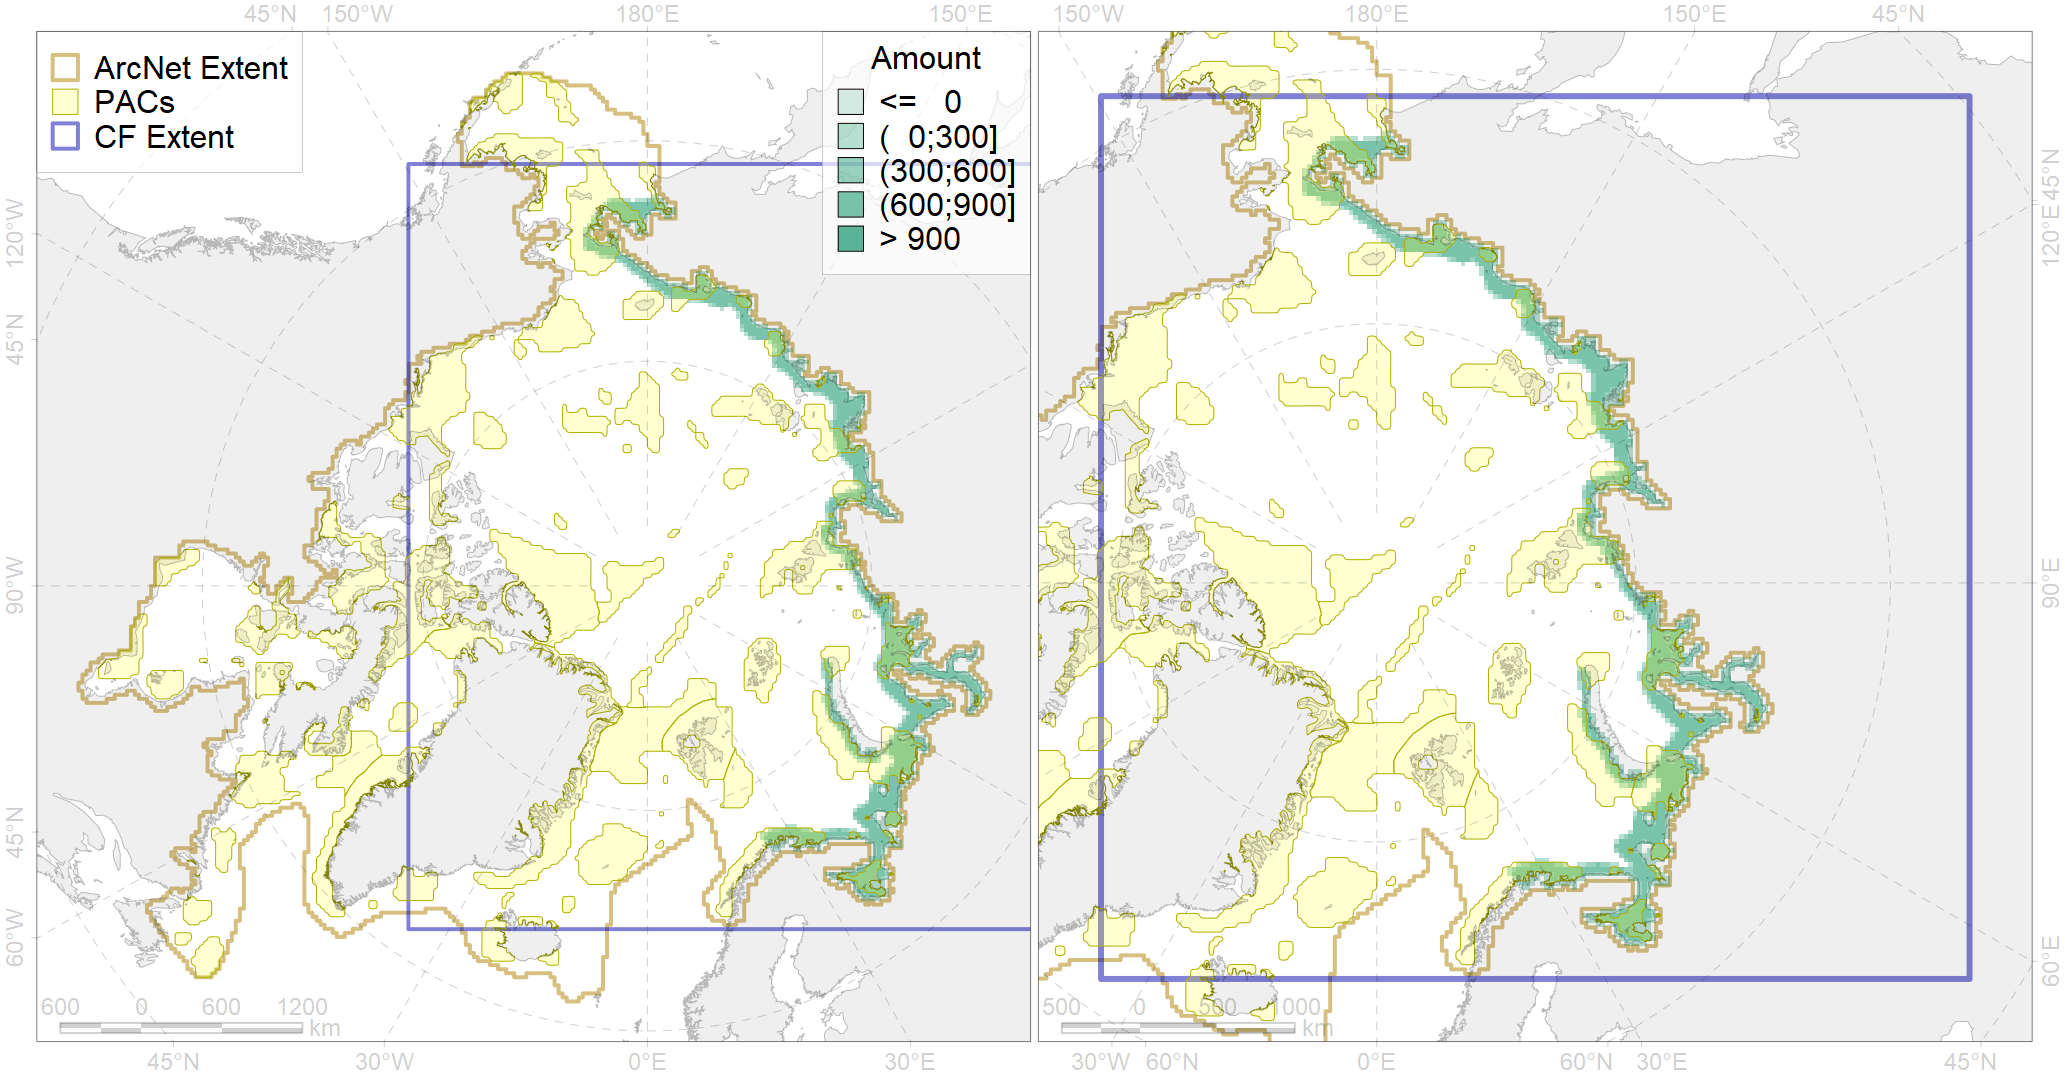 45°N 150°W 180°E 150°E 150°W 180°E 150°E 45°N
ArcNet Extent
PACs
CF Extent
Amount
<= 0
( 0;300]
(300;600]
(600;900]
> 900
120°W
45°N
90°W
45°N
60°W
45°N
120°E
90°E
60°E
600 0 600 1200
km
500 0 500 000
km
45°N 30°W 0°E 30°E 30°W 60°N 0°E 60°N 30°E 45°N